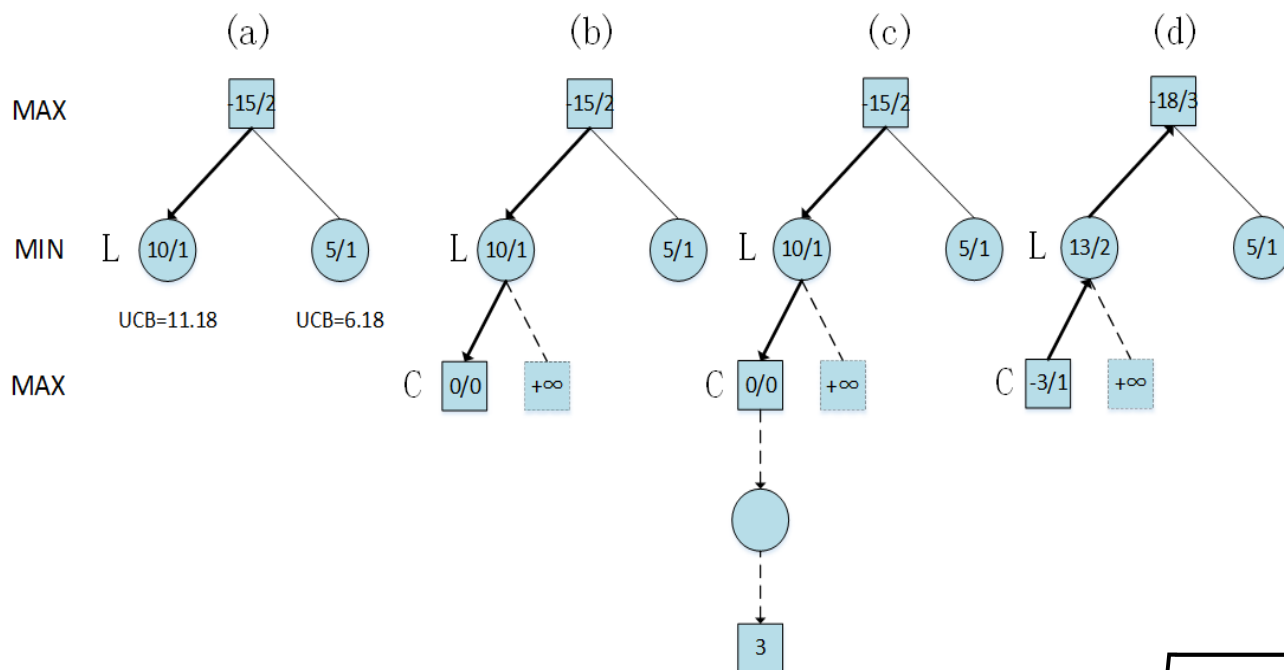 (a) (b) (c) (d)
MAX -15/2 -15/2 -15/2 -18/3
MIN L 10/1 5/1 L 10/1 5/1 L 10/1 5/1 L 13/2 5/1
UCB=11.18 UCB=6.18
MAX C 0/0 +∞ C 0/0 +∞ C -3/1 +∞
3